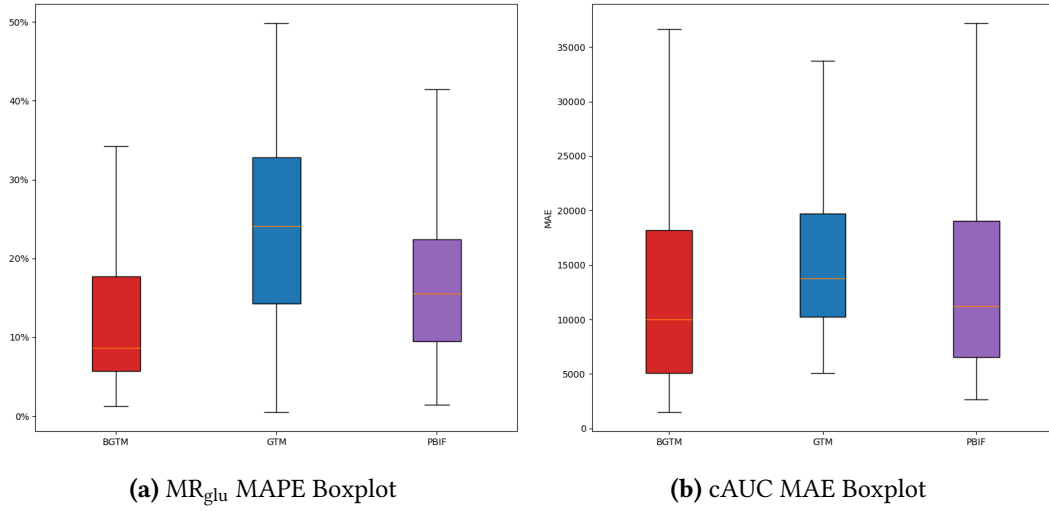 50%
40%
30%
20%
10%
0%
BGTM
GTM
PBIF
(a) MR_glu MAPE Boxplot
35000
30000
25000
20000
15000
10000
5000
0
MAE
BGTM
GTM
PBIF
(b) cAUC MAE Boxplot